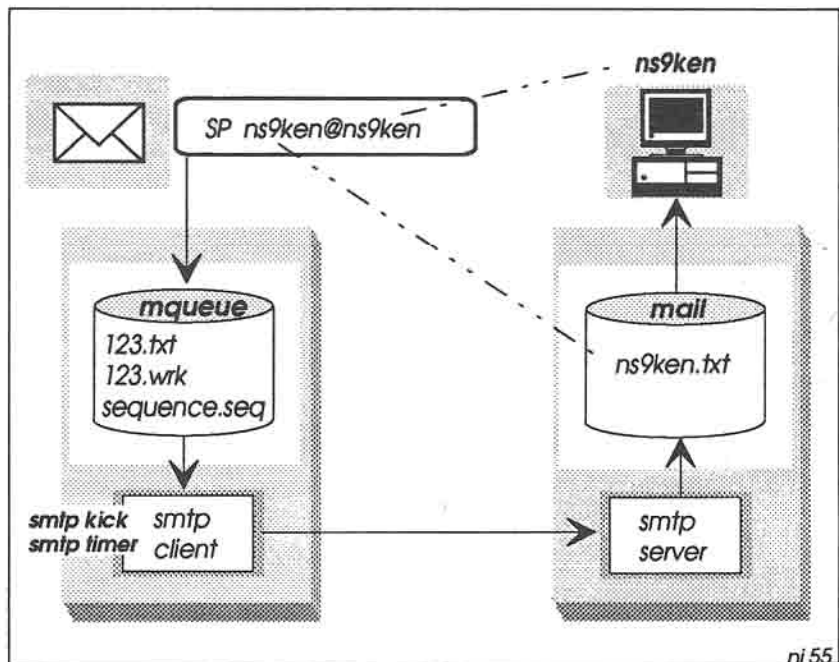 ns9ken
SP ns9ken@ns9ken
mqueue
123.txt
123.wrk
sequence.seq
mail
ns9ken.txt
smtp kick
smtp timer
smtp
client
smtp
server
ni 55